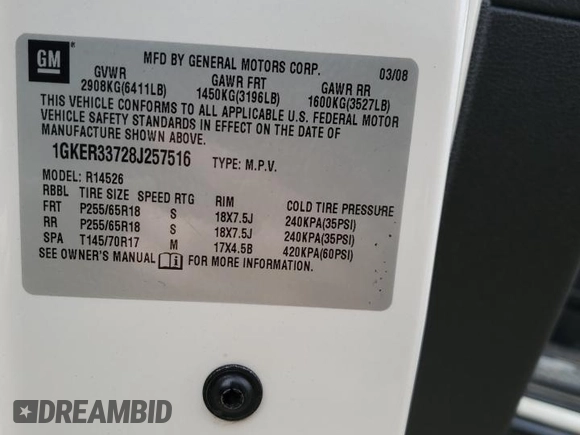 GM
®
MFD BY GENERAL MOTORS CORP.
03/08
GVWR
GAWR FRT
GAWR RR
2908KG(6411LB)
1450KG(3196LB)
1600KG(3527LB)
THIS VEHICLE CONFORMS TO ALL APPLICABLE U.S. FEDERAL MOTOR
VEHICLE SAFETY STANDARDS IN EFFECT ON THE DATE OF
MANUFACTURE SHOWN ABOVE.
1GKER33728J257516 TYPE: M.P.V.
MODEL: R14526
RBBL TIRE SIZE SPEED RTG RIM COLD TIRE PRESSURE
FRT P255/65R18 S 18X7.5J 240KPA(35PSI)
RR P255/65R18 S 18X7.5J 240KPA(35PSI)
SPA T145/70R17 M 17X4.5B 420KPA(60PSI)
SEE OWNER'S MANUAL FOR MORE INFORMATION.
DREAMBID